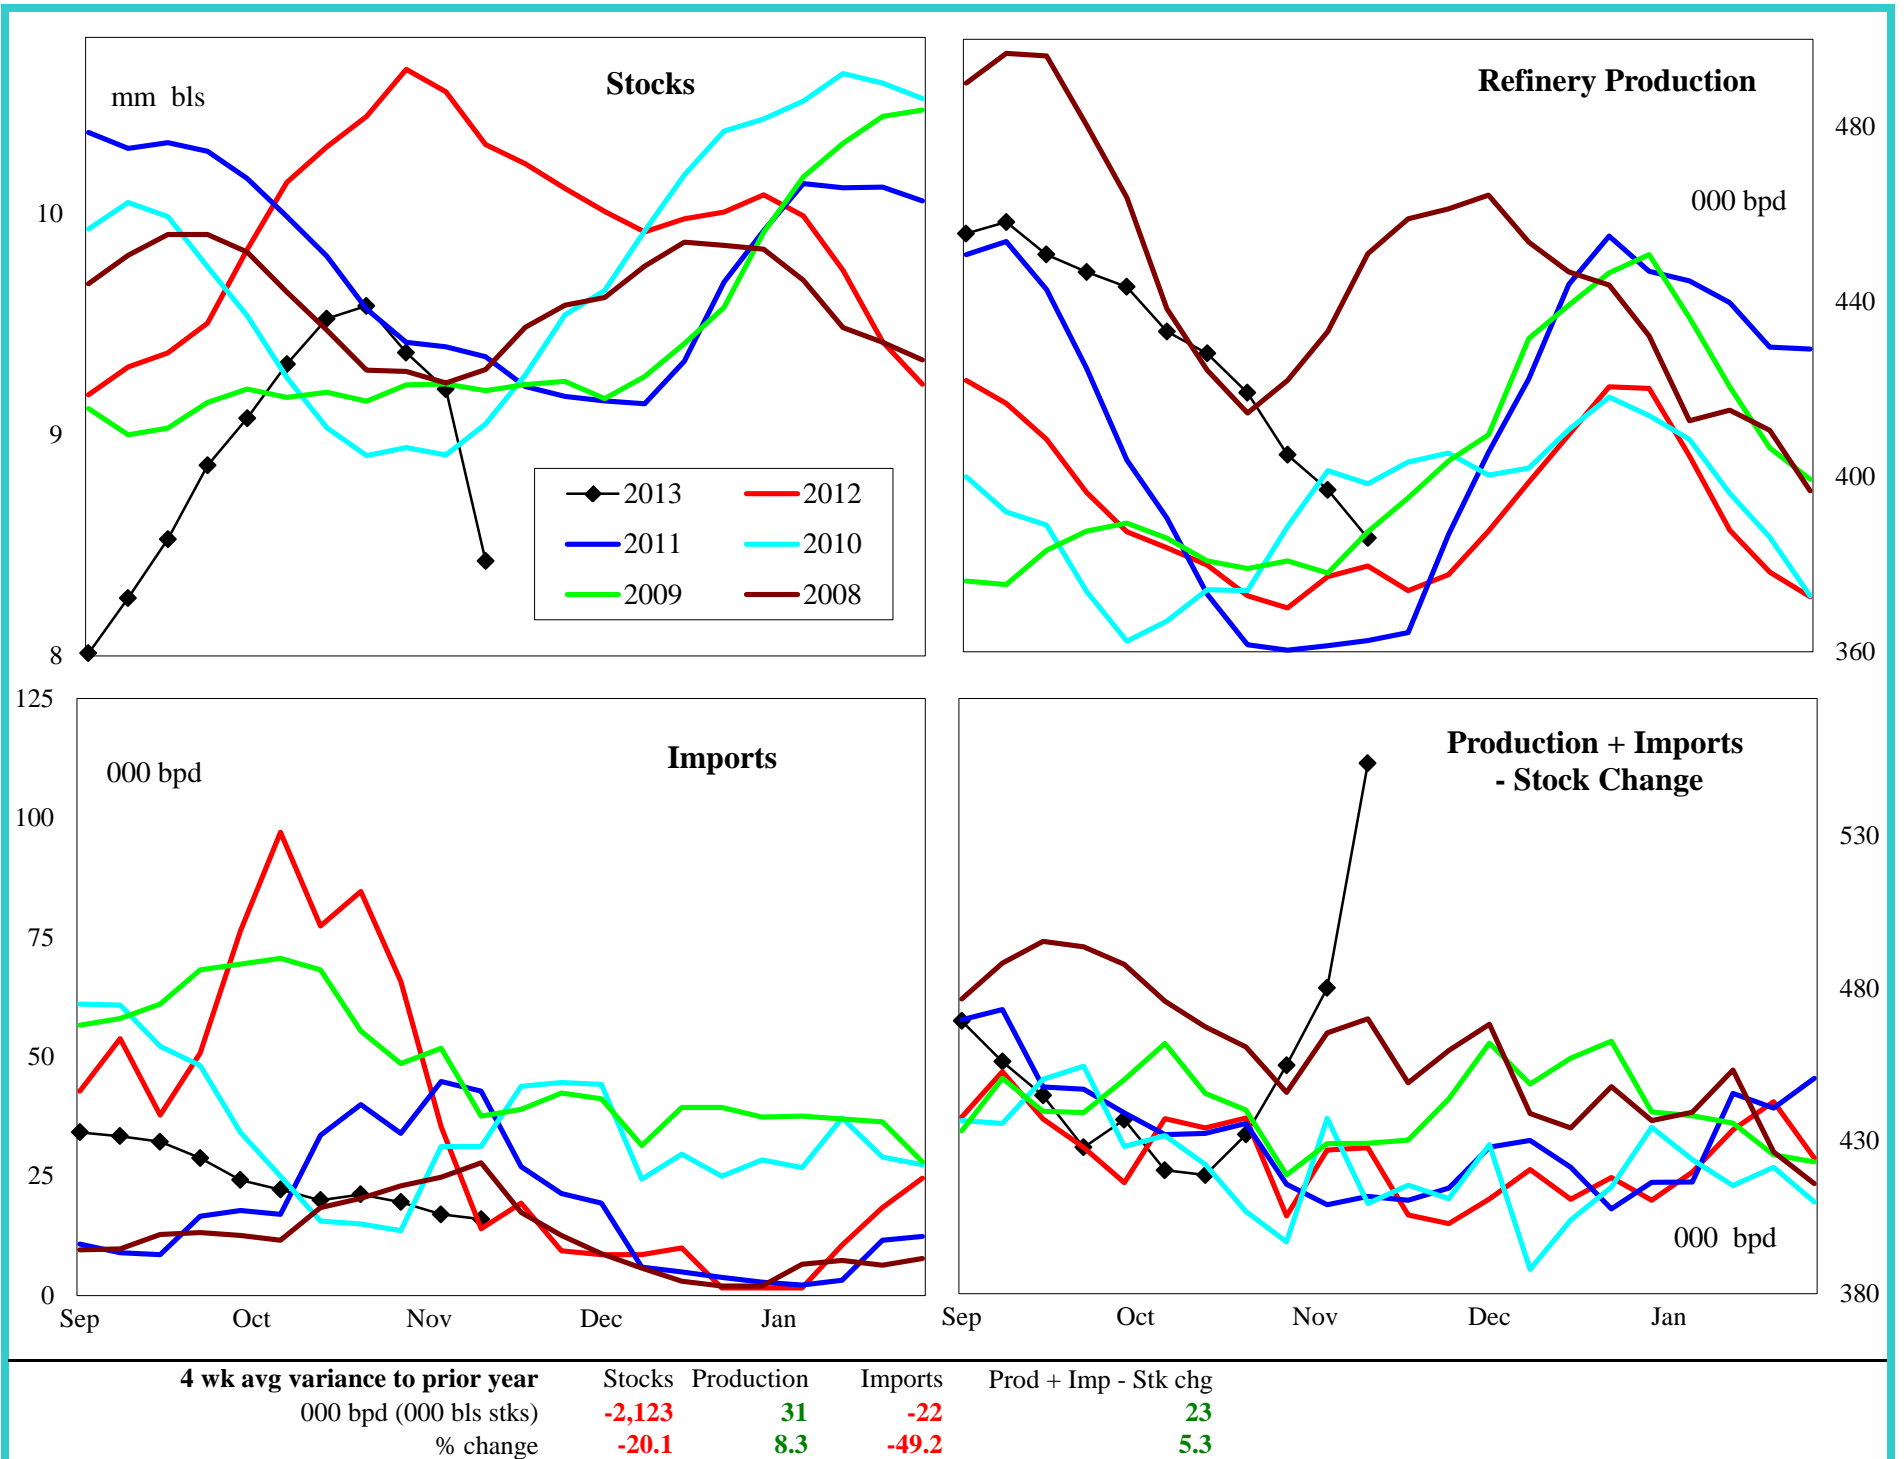 Stocks
mm bls
10
9
8
2013
2012
2011
2010
2009
2008
Refinery Production
000 bpd
480
440
400
360
Imports
000 bpd
125
100
75
50
25
0
Sep Oct Nov Dec Jan
Production + Imports
- Stock Change
530
480
430
000 bpd
380
Sep Oct Nov Dec Jan
4 wk avg variance to prior year Stocks Production Imports Prod + Imp - Stk chg
000 bpd (000 bls stks) -2,123 31 -22 23
% change -20.1 8.3 -49.2 5.3